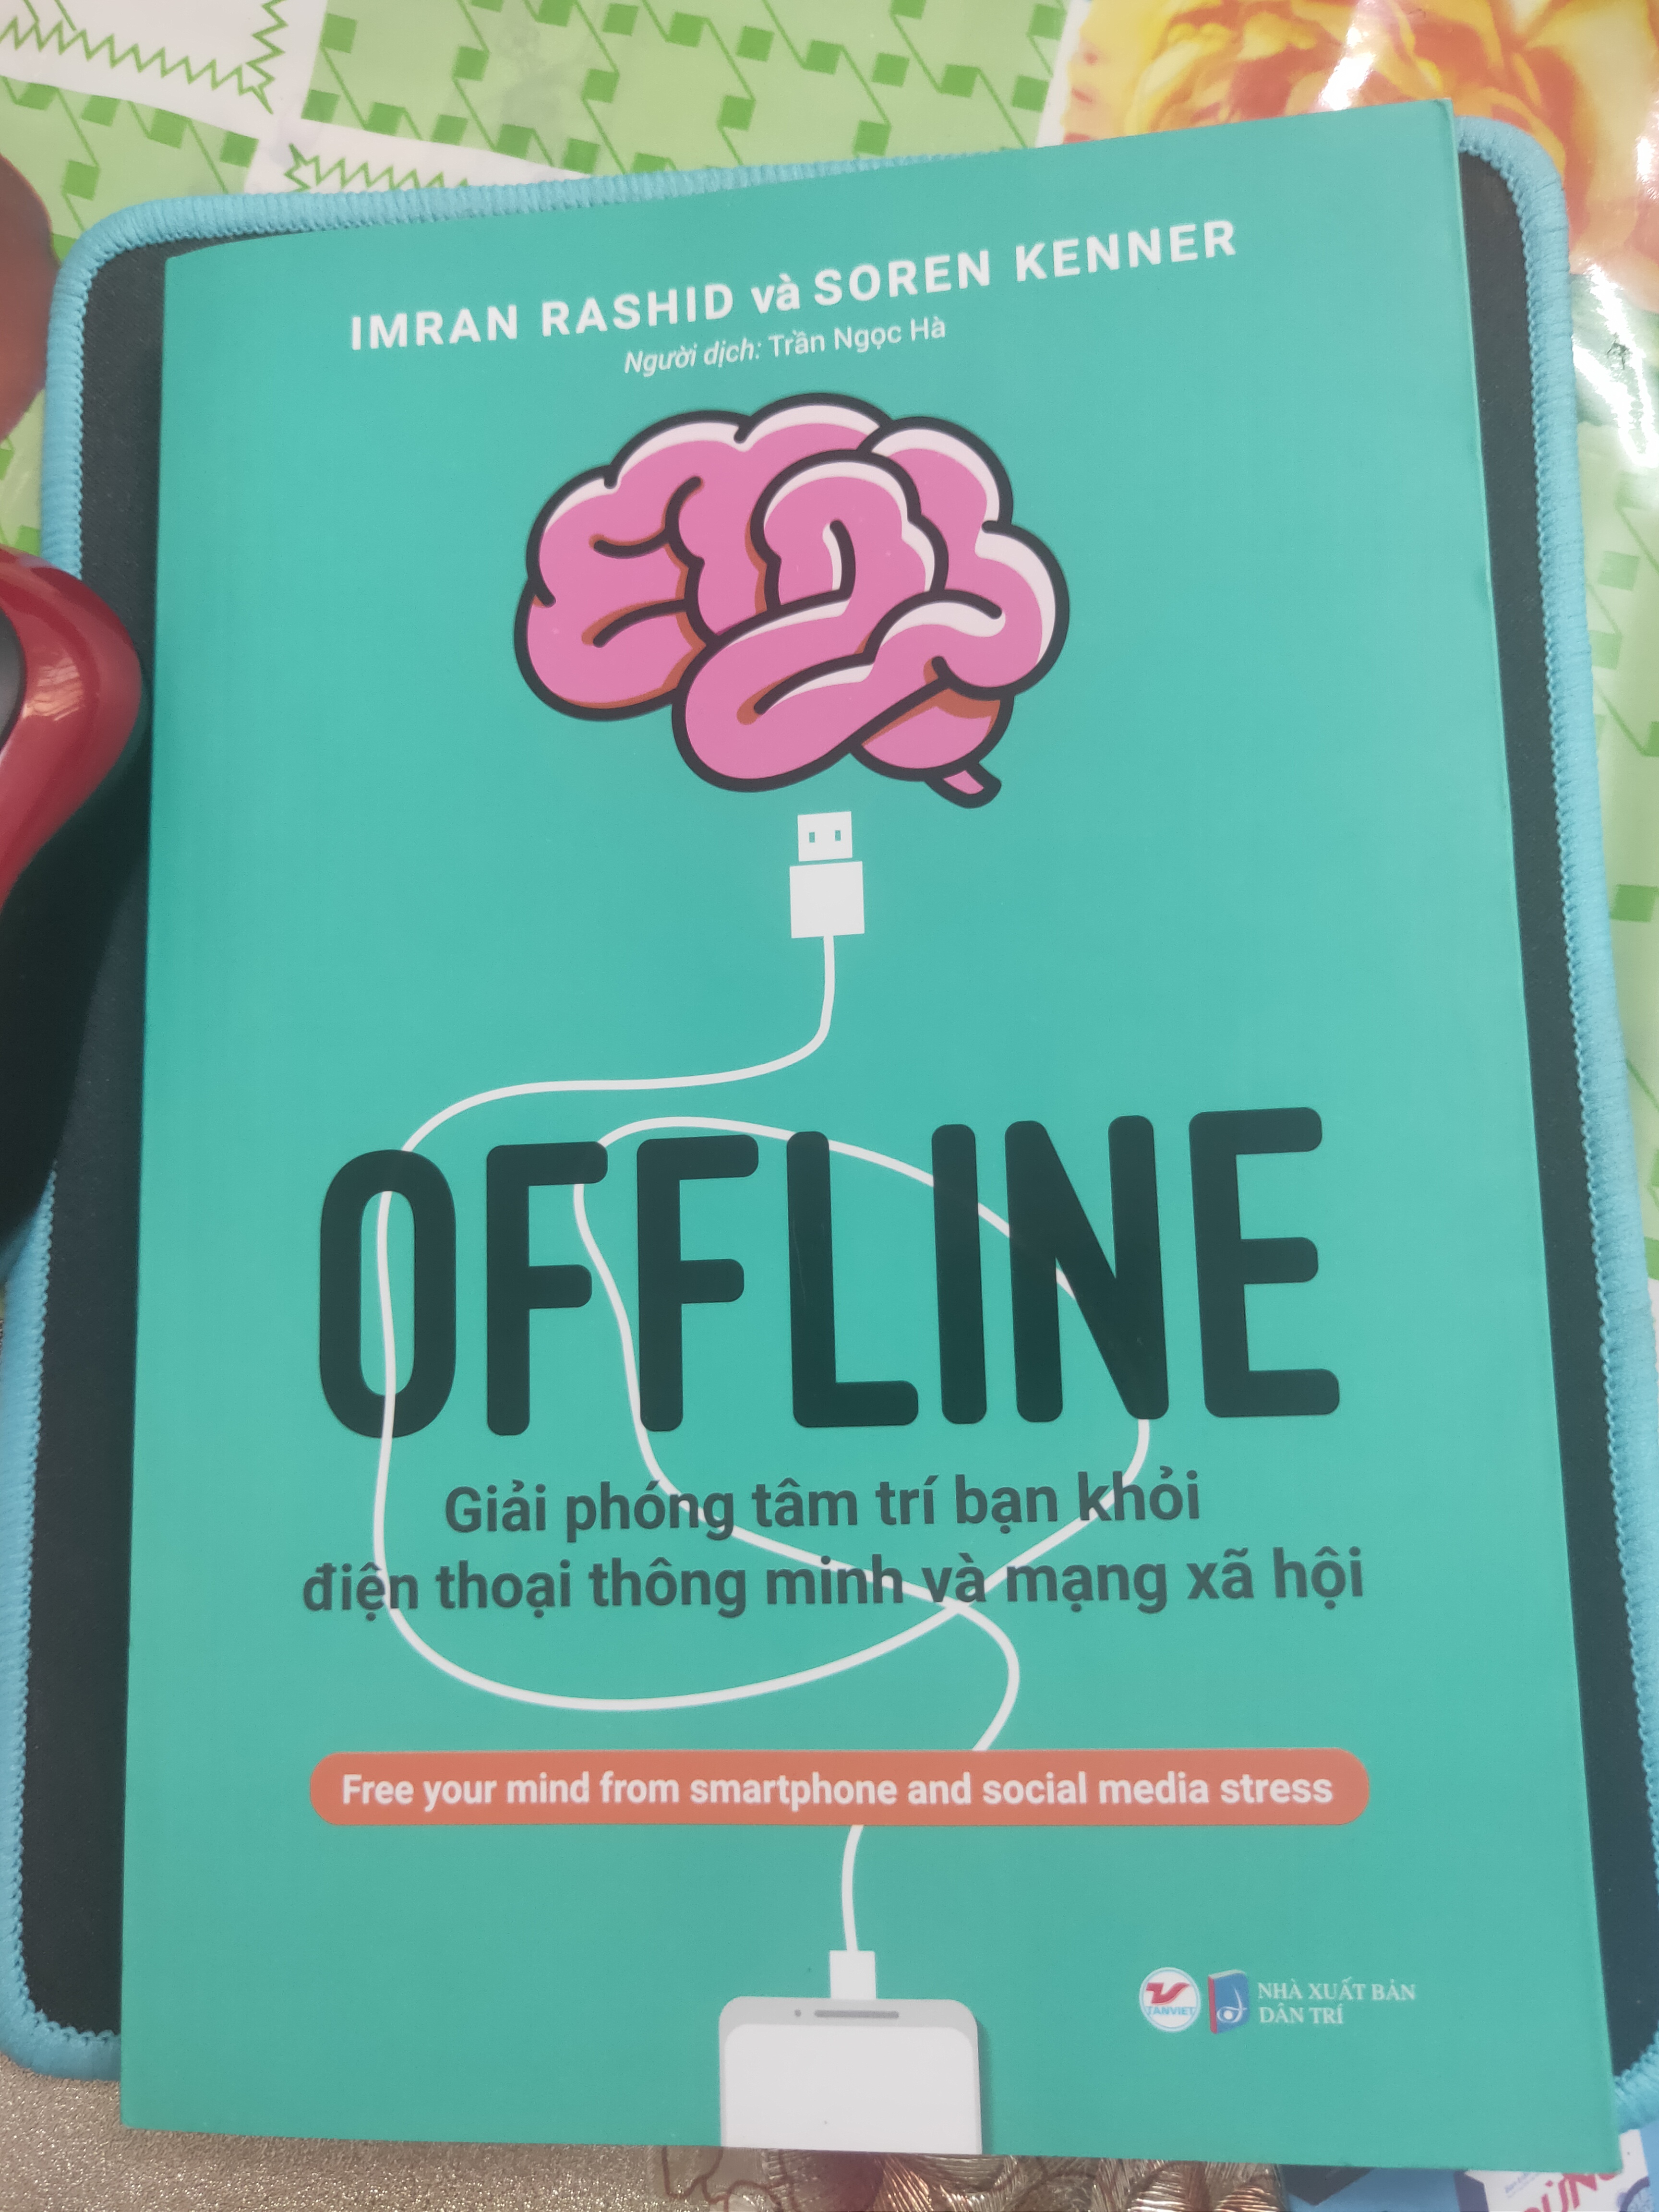 IMRAN RASHID và SOREN KENNER
Người dịch: Trần Ngọc Hà
OFFLINE
Giải phóng tâm trí bạn khỏi
điện thoại thông minh và mạng xã hội
Free your mind from smartphone and social media stress
TANVIET
NHÀ XUẤT BẢN
DÂN TRÍ